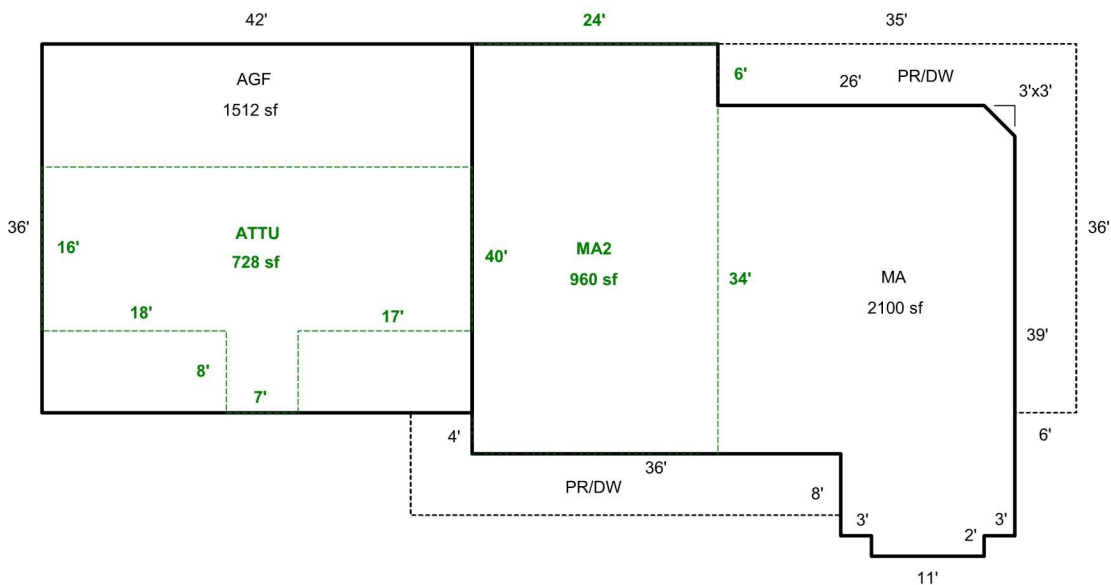 42'
24'
35'
AGF
1512 sf
6'
26'
PR/DW
3'x3'
36'
16'
ATTU
728 sf
40'
MA2
960 sf
34'
MA
2100 sf
36'
18'
17'
39'
8'
7'
4'
36'
6'
PR/DW
8'
3'
2'
3'
11'